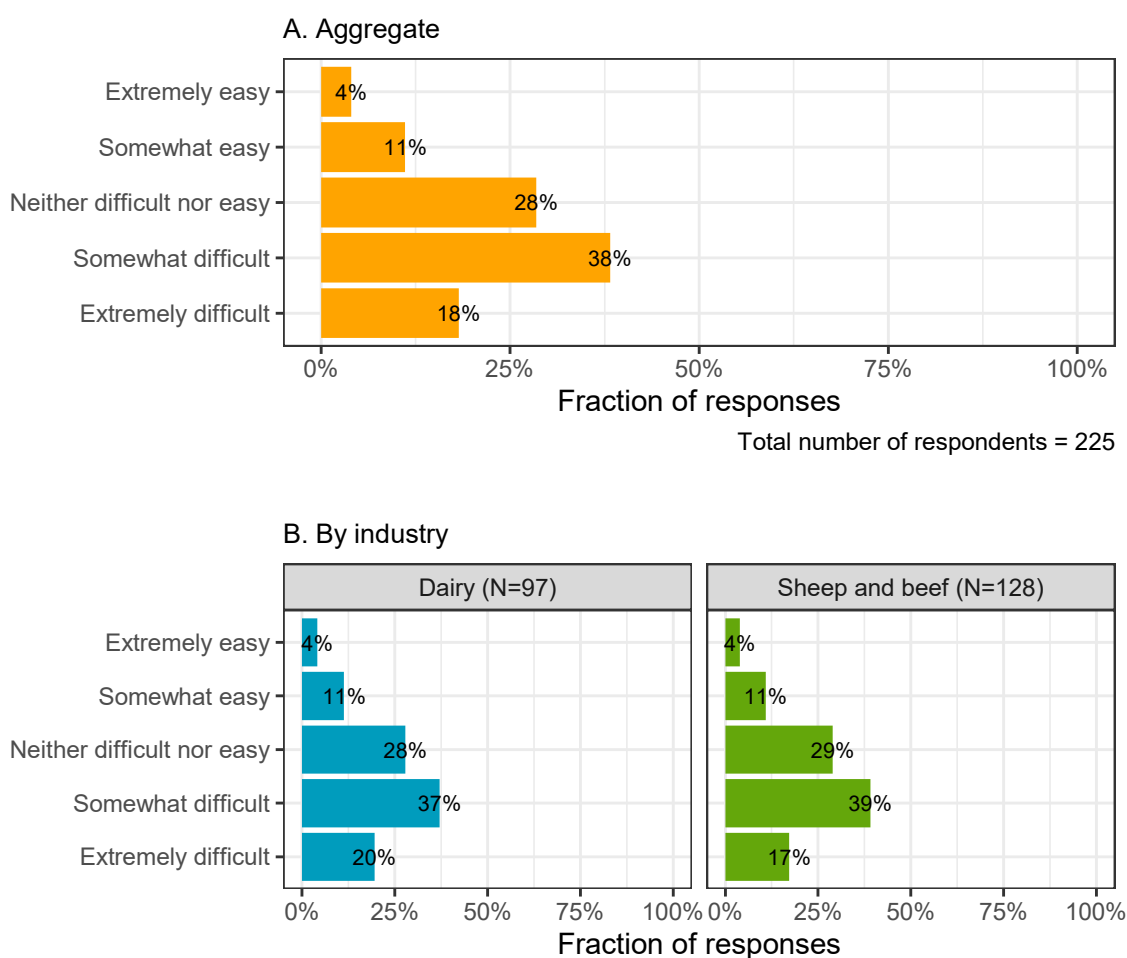 A. Aggregate
Extremely easy
4%
Somewhat easy
11%
Neither difficult nor easy
28%
Somewhat difficult
38%
Extremely difficult
18%
0% 25% 50% 75% 100%
Fraction of responses
Total number of respondents = 225
B. By industry
Dairy (N=97) Sheep and beef (N=128)
Extremely easy 4% 4%
Somewhat easy 11% 11%
Neither difficult nor easy 28% 29%
Somewhat difficult 37% 39%
Extremely difficult 20% 17%
0% 25% 50% 75% 100% 0% 25% 50% 75% 100%
Fraction of responses